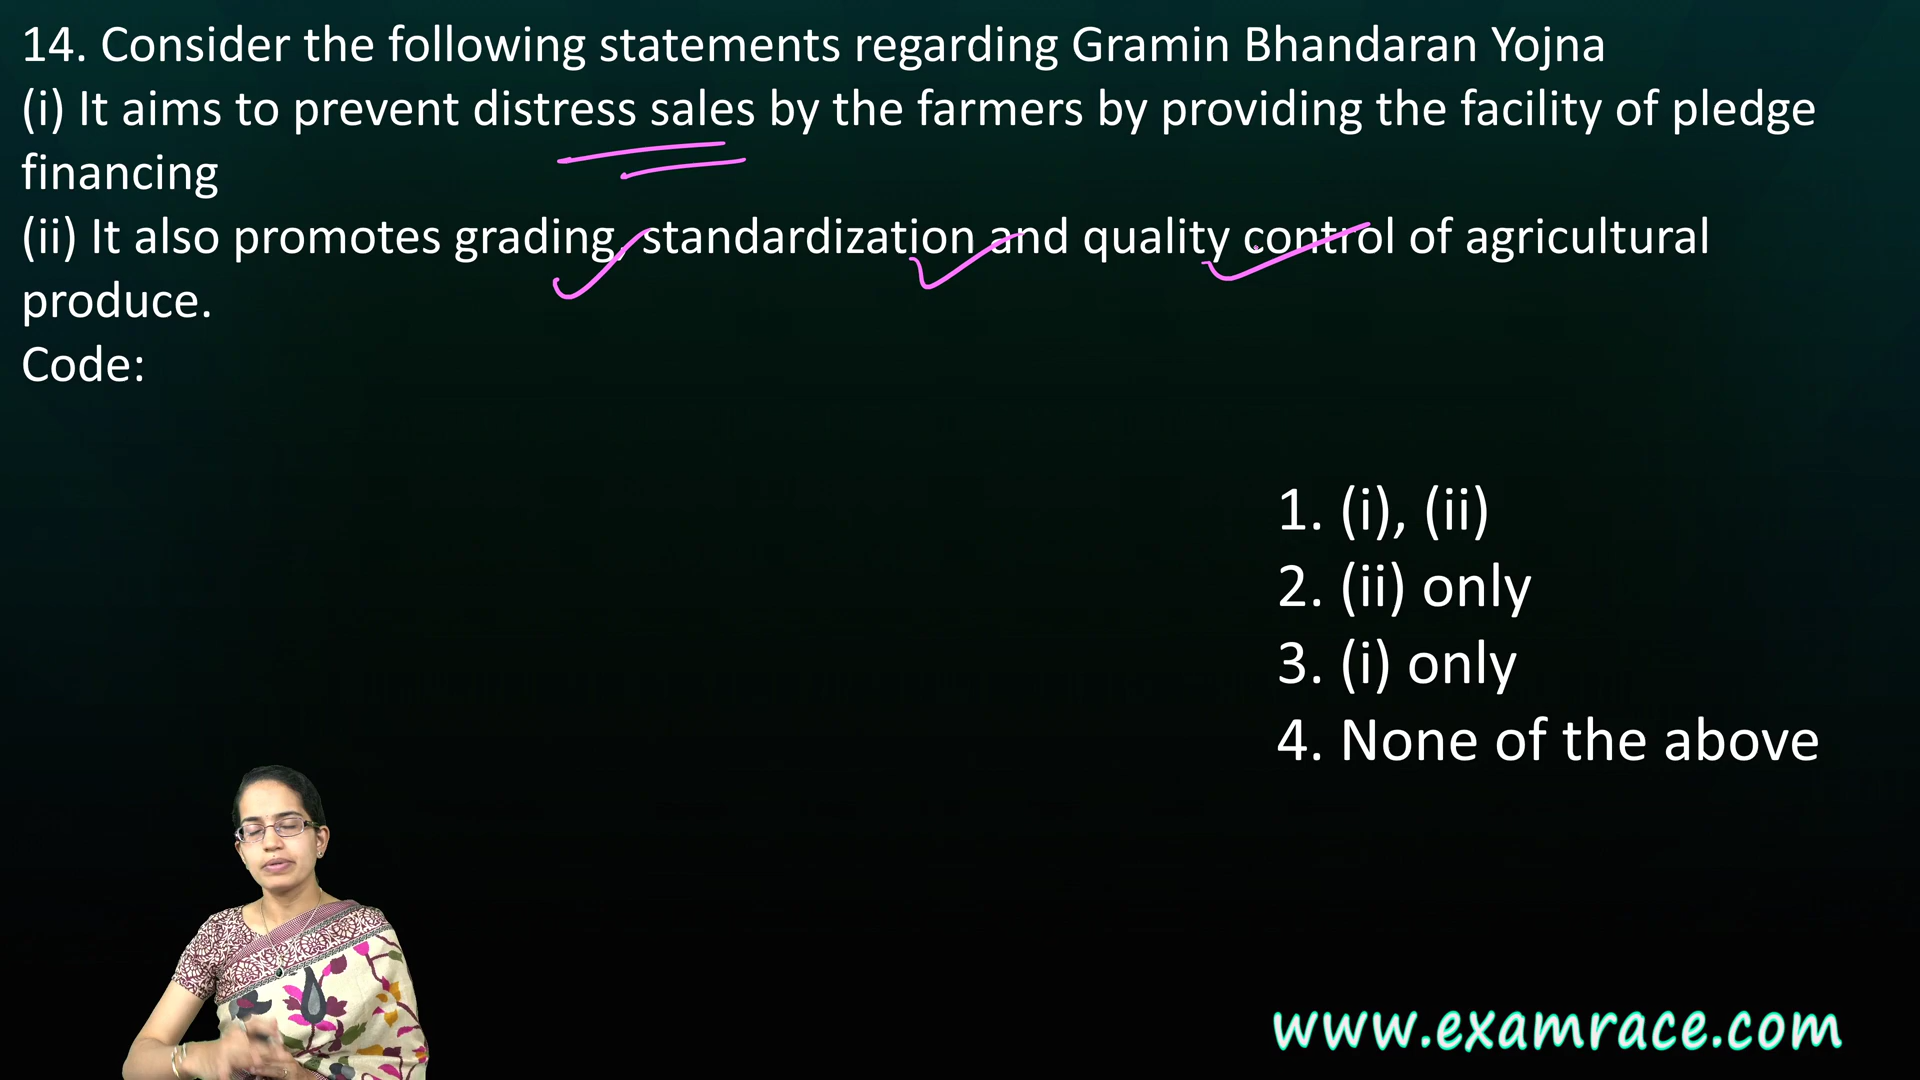 14. Consider the following statements regarding Gramin Bhandaran Yojna
(i) It aims to prevent distress sales by the farmers by providing the facility of pledge
financing
(ii) It also promotes grading, standardization and quality control of agricultural
produce.
Code:
1. (i), (ii)
2. (ii) only
3. (i) only
4. None of the above
www.examrace.com